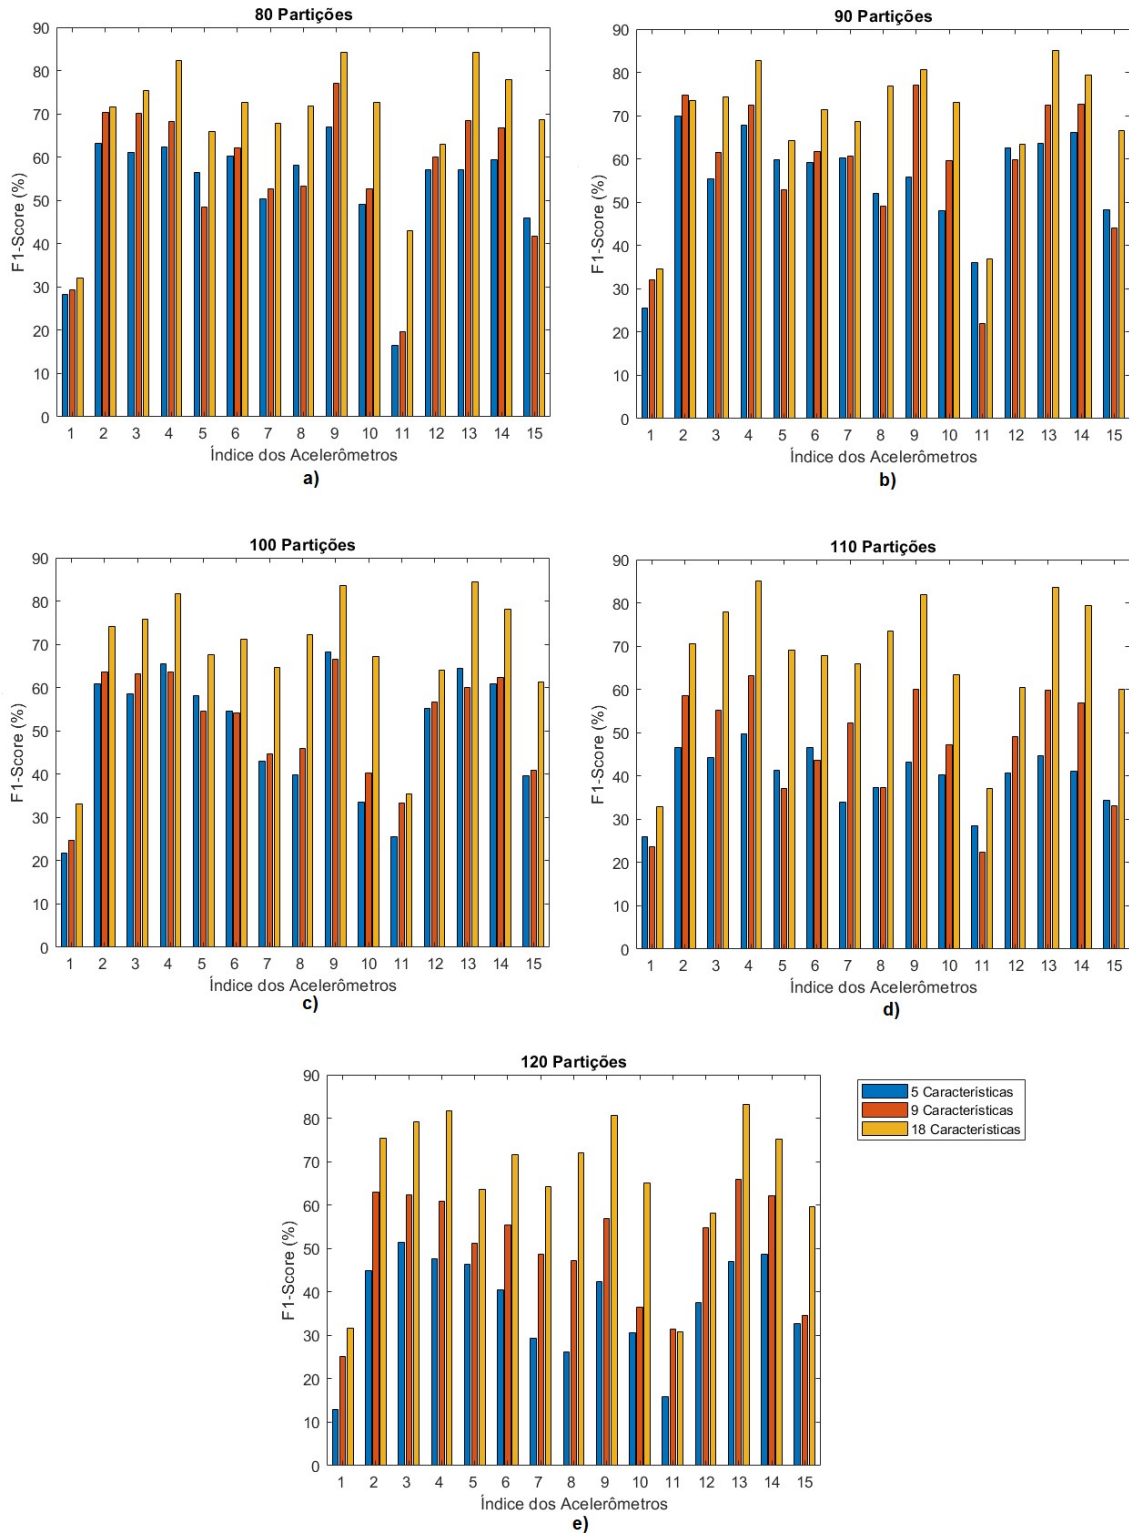 80 Partições
90
80
70
60
50
40
30
20
10
0
F1-Score (%)
1 2 3 4 5 6 7 8 9 10 11 12 13 14 15
Índice dos Acelerômetros
a)
90 Partições
90
80
70
60
50
40
30
20
10
0
F1-Score (%)
1 2 3 4 5 6 7 8 9 10 11 12 13 14 15
Índice dos Acelerômetros
b)
100 Partições
90
80
70
60
50
40
30
20
10
0
F1-Score (%)
1 2 3 4 5 6 7 8 9 10 11 12 13 14 15
Índice dos Acelerômetros
c)
110 Partições
90
80
70
60
50
40
30
20
10
0
F1-Score (%)
1 2 3 4 5 6 7 8 9 10 11 12 13 14 15
Índice dos Acelerômetros
d)
120 Partições
90
80
70
60
50
40
30
20
10
0
F1-Score (%)
1 2 3 4 5 6 7 8 9 10 11 12 13 14 15
Índice dos Acelerômetros
e)
5 Características
9 Características
18 Características